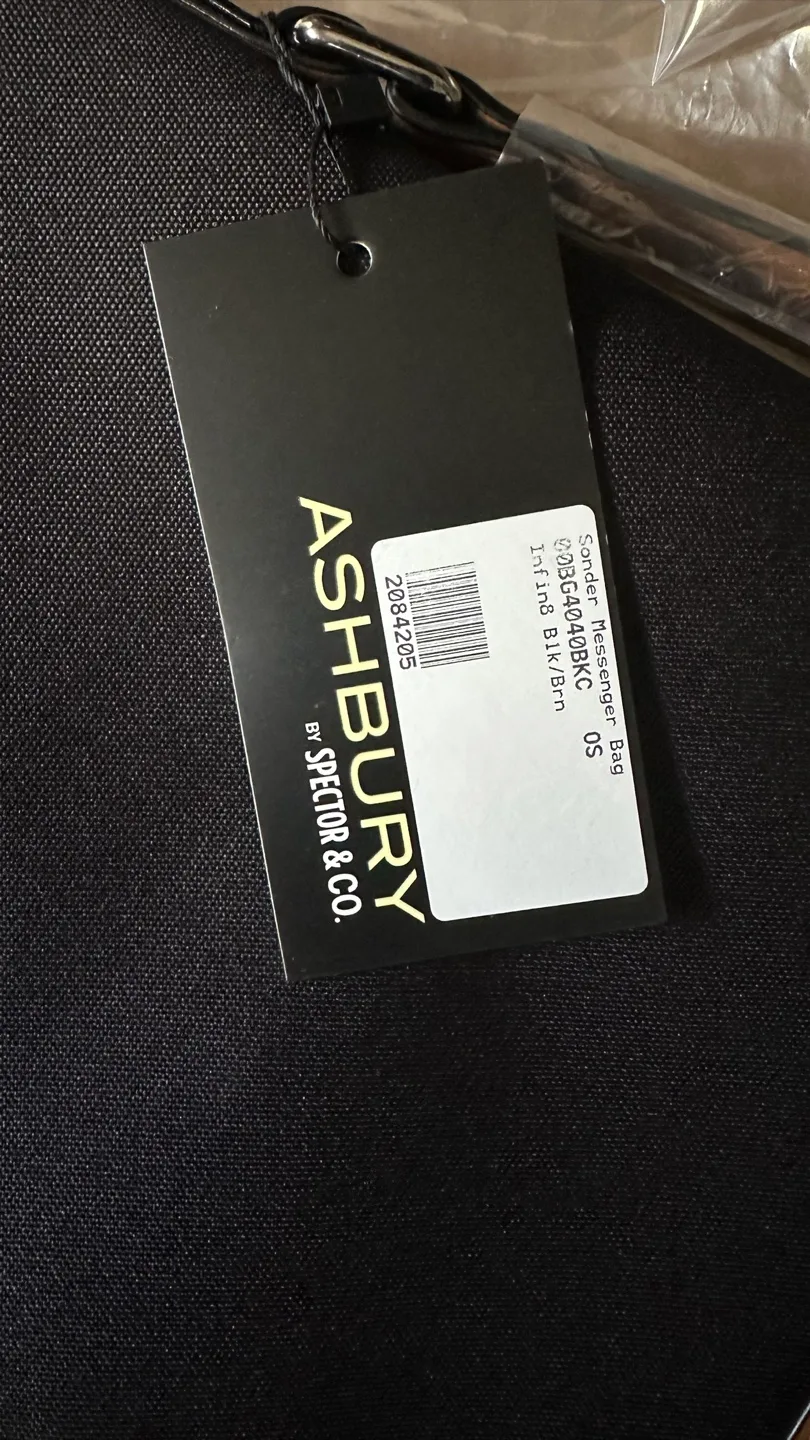 Sonder Messenger Bag
00BG4040BKC OS
Infin8 Blk/Brn
2084205
ASHBURY
BY SPECTOR & CO.